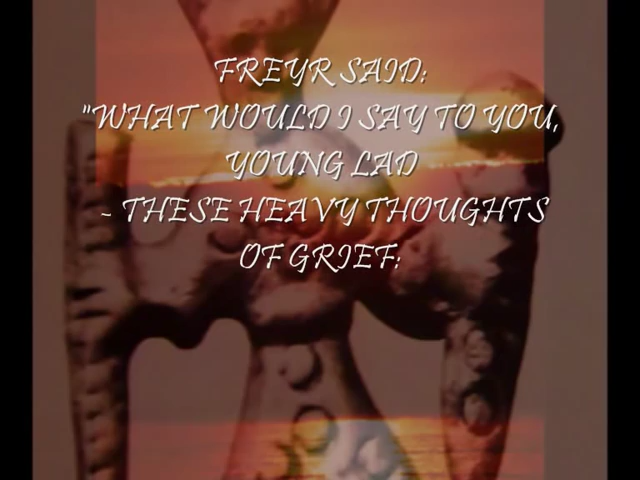 FREYR SAID:
"WHAT WOULD I SAY TO YOU,
YOUNG LAD
- THESE HEAVY THOUGHTS
OF GRIEF: